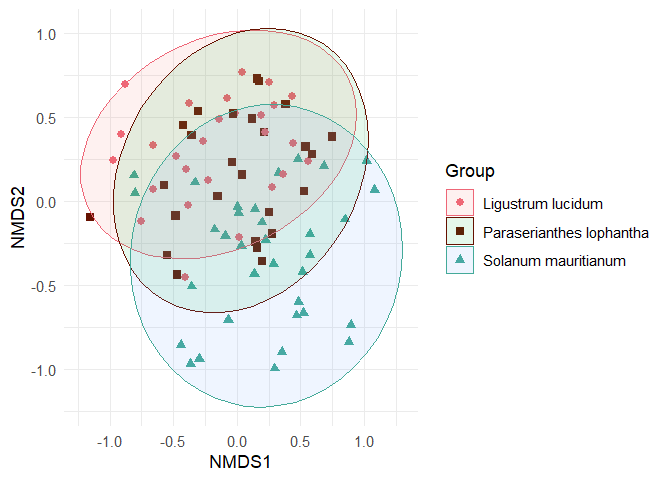 1.0
0.5
0.0
-0.5
-1.0
NMDS2
-1.0 -0.5 0.0 0.5 1.0
NMDS1
Group
Ligustrum lucidum
Paraserianthes lophantha
Solanum mauritianum